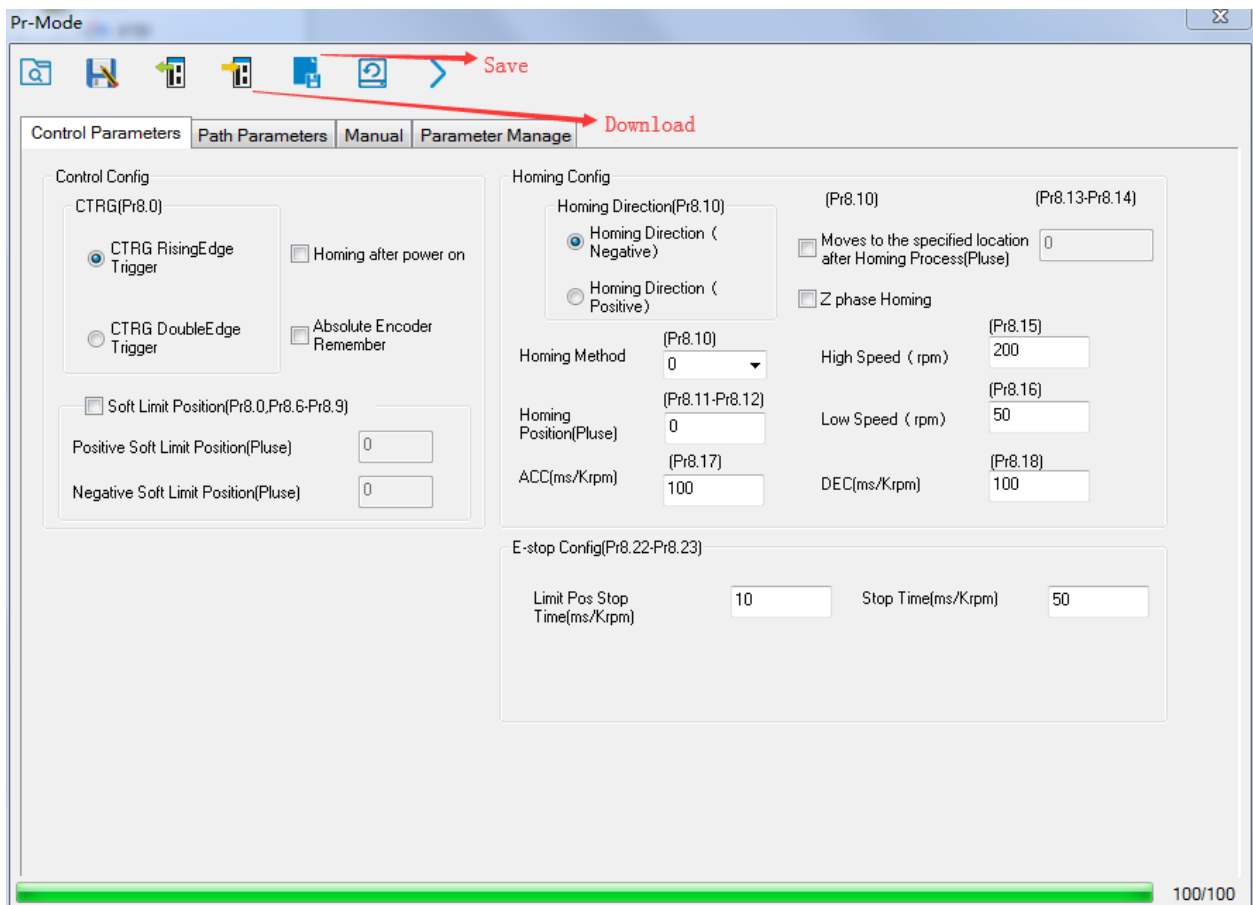 Pr-Mode
Save
Download
Control Parameters
Path Parameters
Manual
Parameter Manage
Control Config
CTRG(Pr8.0)
CTRG RisingEdge
Trigger
Homing after power on
CTRG DoubleEdge
Trigger
Absolute Encoder
Remember
Soft Limit Position(Pr8.0,Pr8.6-Pr8.9)
Positive Soft Limit Position(Pluse)
0
Negative Soft Limit Position(Pluse)
0
Homing Config
Homing Direction(Pr8.10)
Homing Direction (
Negative)
Homing Direction (
Positive)
(Pr8.10)
(Pr8.13-Pr8.14)
Moves to the specified location
after Homing Process(Pluse)
0
Z phase Homing
Homing Method
(Pr8.10)
0
High Speed ( rpm)
(Pr8.15)
200
Homing
Position(Pluse)
(Pr8.11-Pr8.12)
0
Low Speed ( rpm)
(Pr8.16)
50
ACC(ms/Krpm)
(Pr8.17)
100
DEC(ms/Krpm)
(Pr8.18)
100
E-stop Config(Pr8.22-Pr8.23)
Limit Pos Stop
Time(ms/Krpm)
10
Stop Time(ms/Krpm)
50
100/100